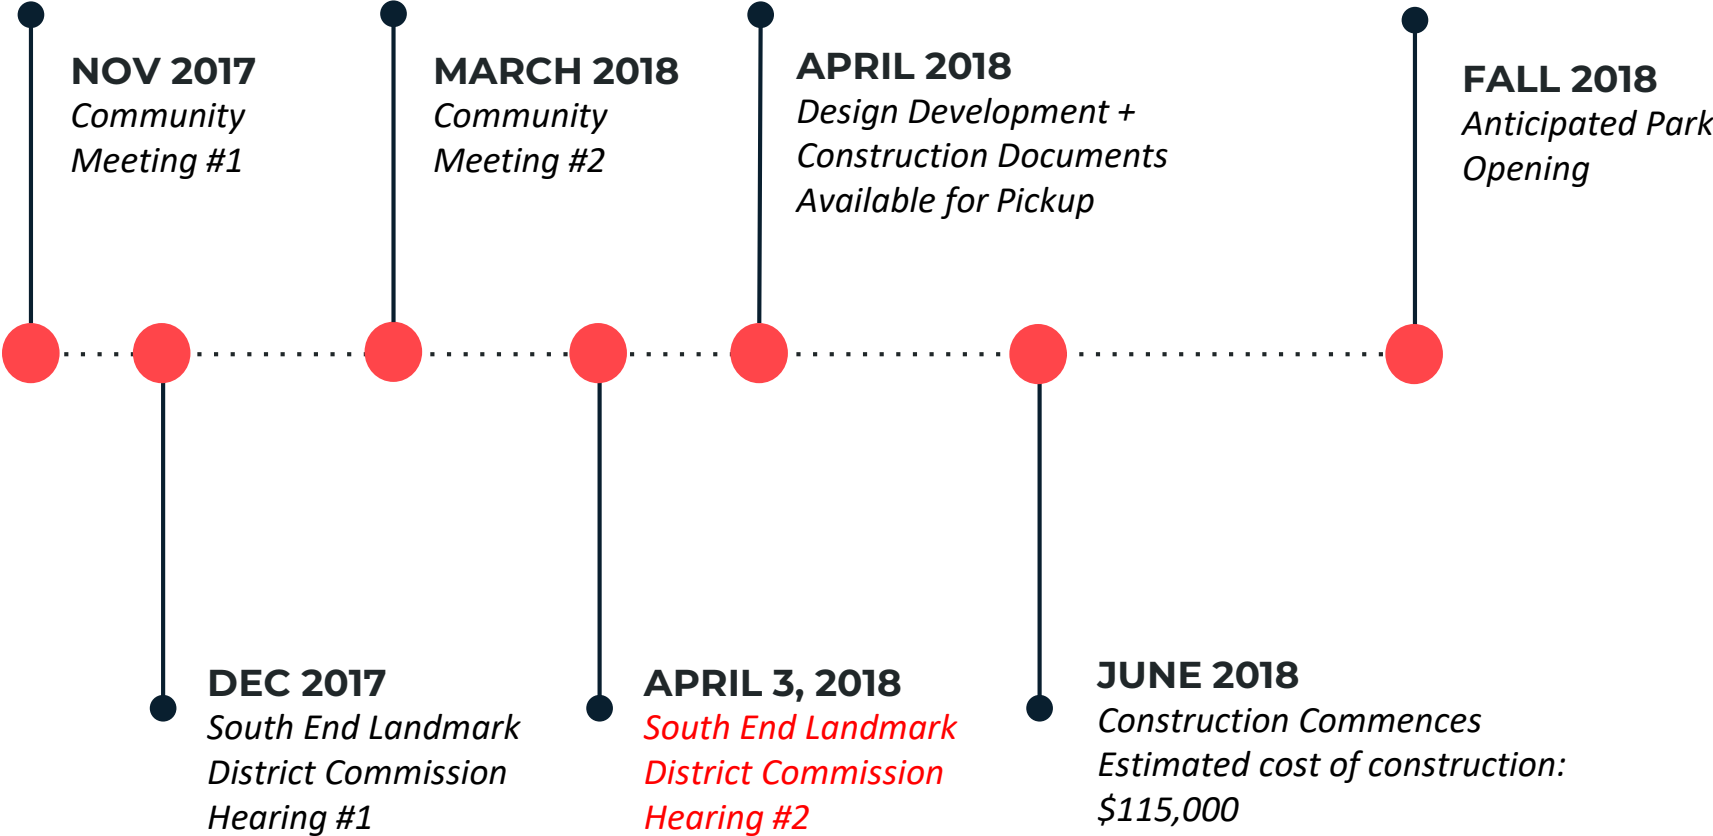 NOV 2017
Community
Meeting #1
MARCH 2018
Community
Meeting #2
APRIL 2018
Design Development +
Construction Documents
Available for Pickup
FALL 2018
Anticipated Park
Opening
DEC 2017
South End Landmark
District Commission
Hearing #1
APRIL 3, 2018
South End Landmark
District Commission
Hearing #2
JUNE 2018
Construction Commences
Estimated cost of construction:
$115,000